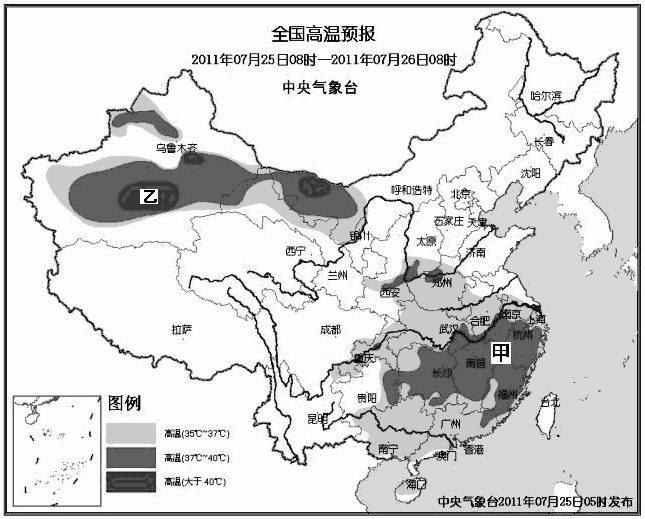 全国高温预报
2011年07月25日08时—2011年07月26日08时
中央气象台
哈尔滨
长春
乌鲁木齐
沈阳
乙
呼和浩特
北京
天津
石家庄
银川
太原
西宁
济南
兰州
西安
郑州
南京
合肥
上海
拉萨
成都
武汉
杭州
重庆
甲
南昌
长沙
贵阳
福州
图例
台北
昆明
广州
高温(35℃~37℃)
南宁
香港
澳门
高温(37℃~40℃)
高温(大于 40℃)
海口
中央气象台2011年07月25日05时发布